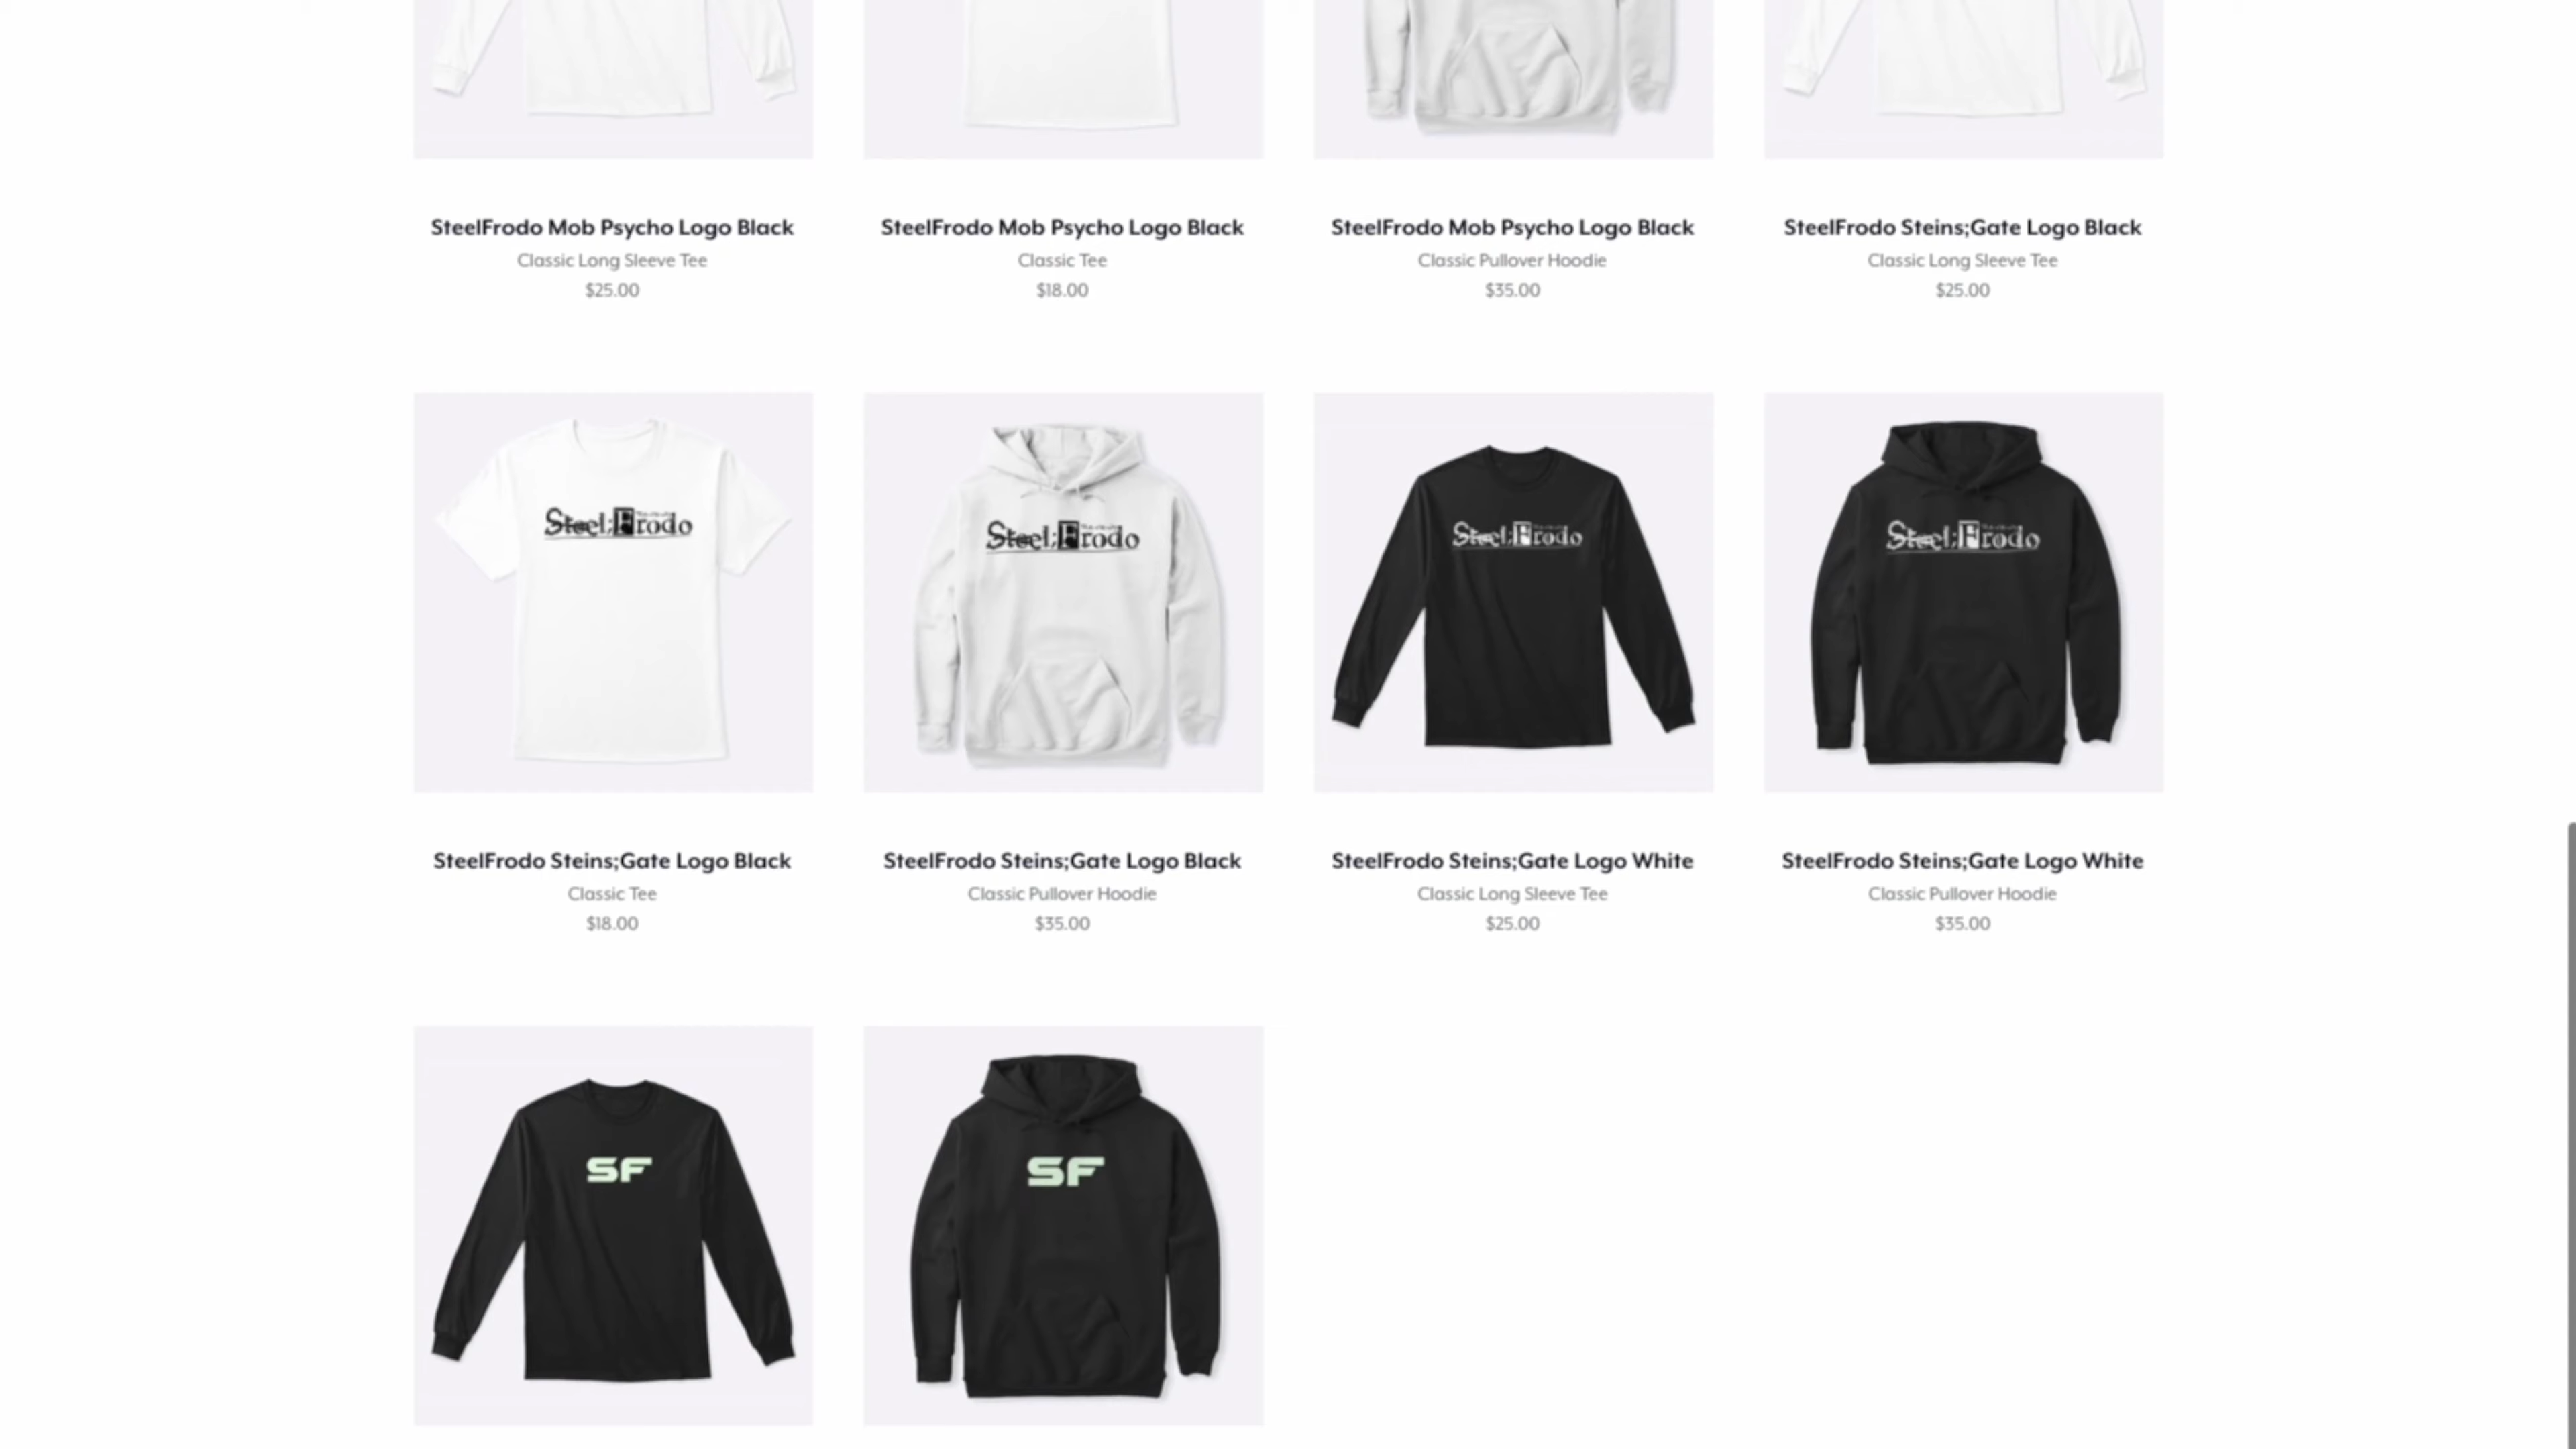 SteelFrodo Mob Psycho Logo Black
Classic Long Sleeve Tee
$25.00
SteelFrodo Mob Psycho Logo Black
Classic Tee
$18.00
SteelFrodo Mob Psycho Logo Black
Classic Pullover Hoodie
$35.00
SteelFrodo Steins;Gate Logo Black
Classic Long Sleeve Tee
$25.00
Steel;Frodo
Steel;Frodo
Steel;Frodo
Steel;Frodo
SteelFrodo Steins;Gate Logo Black
Classic Tee
$18.00
SteelFrodo Steins;Gate Logo Black
Classic Pullover Hoodie
$35.00
SteelFrodo Steins;Gate Logo White
Classic Long Sleeve Tee
$25.00
SteelFrodo Steins;Gate Logo White
Classic Pullover Hoodie
$35.00
SF
SF